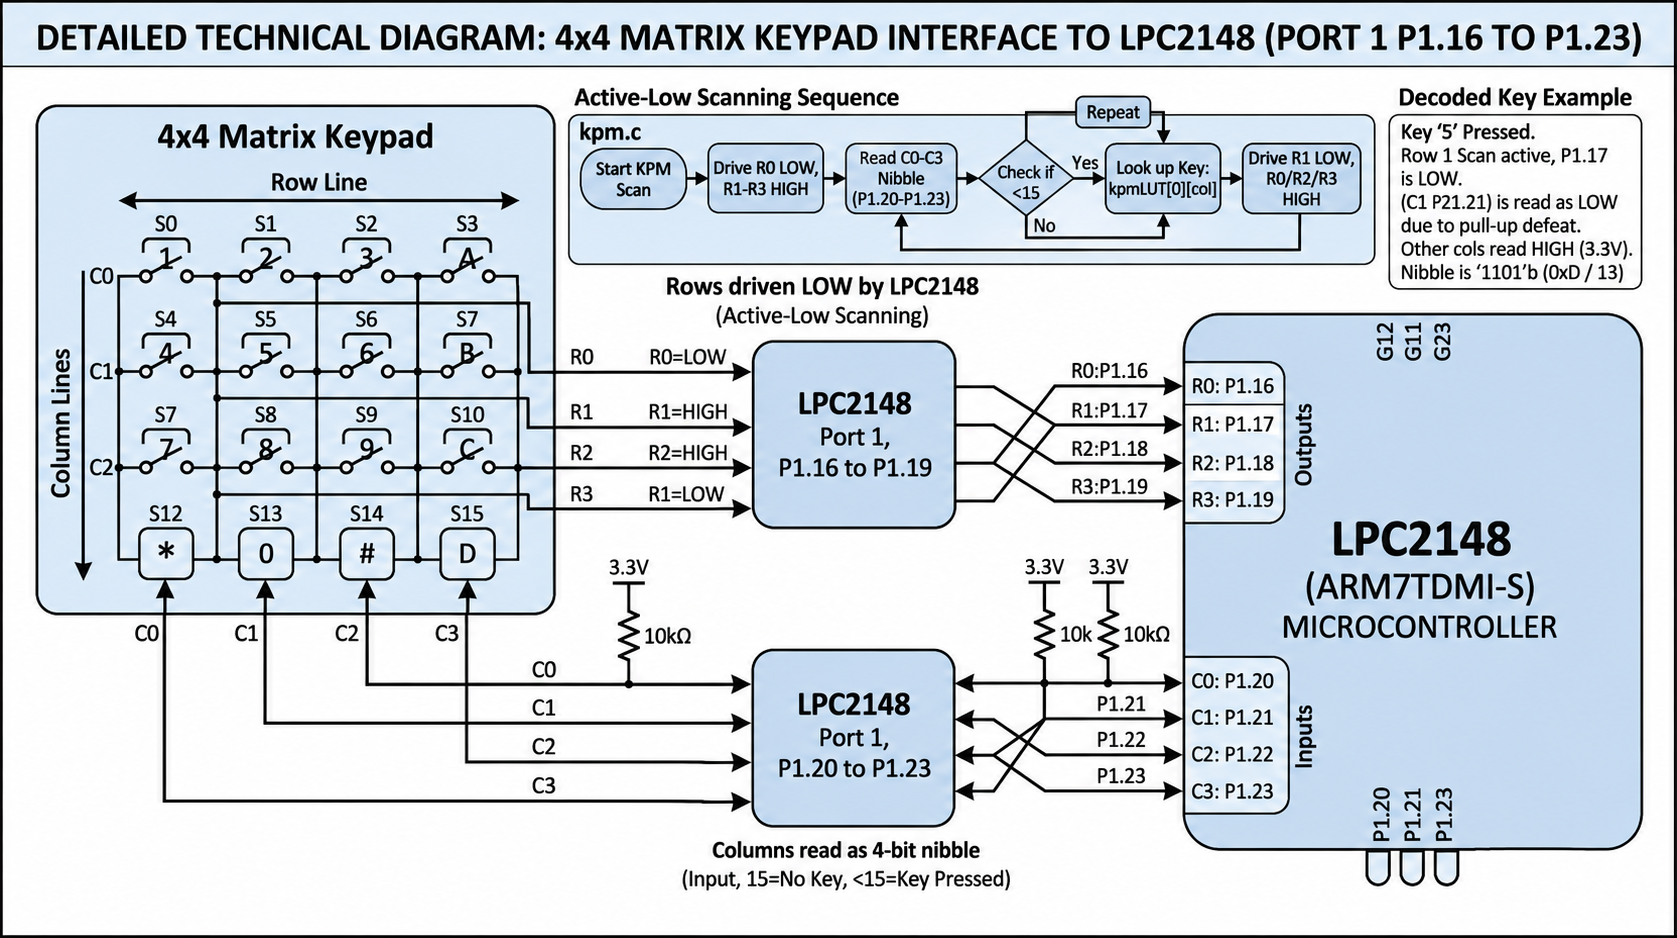 DETAILED TECHNICAL DIAGRAM: 4x4 MATRIX KEYPAD INTERFACE TO LPC2148 (PORT 1 P1.16 TO P1.23)
4x4 Matrix Keypad
Row Line
Column Lines
S0 S1 S2 S3
C0 1 2 3 A
S4 S5 S6 S7
C1 4 5 6 B
S7 S8 S9 S10
C2 7 8 9 C
S12 S13 S14 S15
* 0 # D
C0 C1 C2 C3
Active-Low Scanning Sequence
kpm.c
Start KPM
Scan
Drive R0 LOW,
R1-R3 HIGH
Read C0-C3
Nibble
(P1.20-P1.23)
Check if
<15
Yes
No
Repeat
Look up Key:
kpmLUT[0][col]
Drive R1 LOW,
R0/R2/R3
HIGH
Decoded Key Example
Key ‘5’ Pressed.
Row 1 Scan active, P1.17
is LOW.
(C1 P21.21) is read as LOW
due to pull-up defeat.
Other cols read HIGH (3.3V).
Nibble is ‘1101’b (0xD / 13)
Rows driven LOW by LPC2148
(Active-Low Scanning)
R0 R0=LOW
R1 R1=HIGH
R2 R2=HIGH
R3 R1=LOW
LPC2148
Port 1,
P1.16 to P1.19
R0:P1.16
R1:P1.17
R2:P1.18
R3:P1.19
R0: P1.16
R1: P1.17
R2: P1.18
R3: P1.19
Outputs
G12
G11
G23
LPC2148
(ARM7TDMI-S)
MICROCONTROLLER
3.3V
10kΩ
3.3V 3.3V
10k 10kΩ
C0
C1
C2
C3
LPC2148
Port 1,
P1.20 to P1.23
P1.21
P1.22
P1.23
C0: P1.20
C1: P1.21
C2: P1.22
C3: P1.23
Inputs
P1.20
P1.21
P1.23
Columns read as 4-bit nibble
(Input, 15=No Key, <15=Key Pressed)